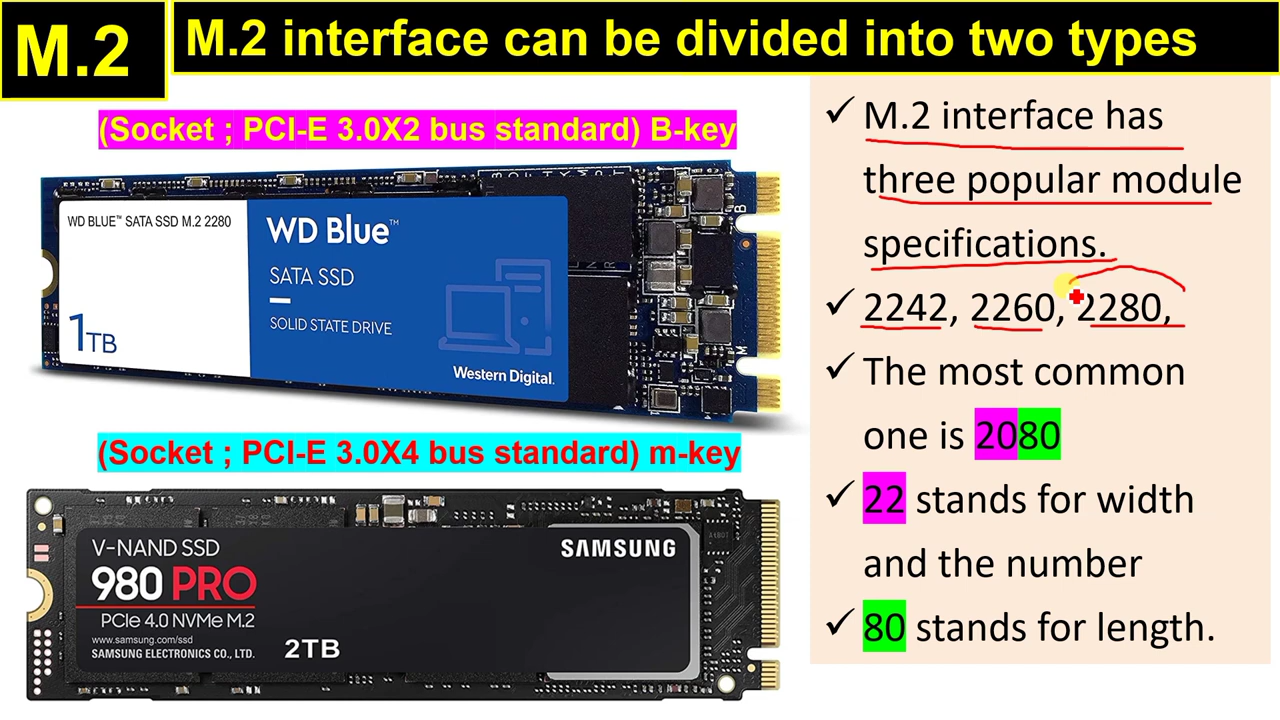 M.2
M.2 interface can be divided into two types
(Socket ; PCI-E 3.0X2 bus standard) B-key
WD BLUE™ SATA SSD M.2 2280
WD Blue™
SATA SSD
SOLID STATE DRIVE
1TB
Western Digital.
B
M
(Socket ; PCI-E 3.0X4 bus standard) m-key
V-NAND SSD
980 PRO
PCIe 4.0 NVMe M.2
www.samsung.com/ssd
SAMSUNG ELECTRONICS CO., LTD.
2TB
SAMSUNG
✓ M.2 interface has
three popular module
specifications.
✓ 2242, 2260, 2280,
✓ The most common
one is 2080
✓ 22 stands for width
and the number
✓ 80 stands for length.